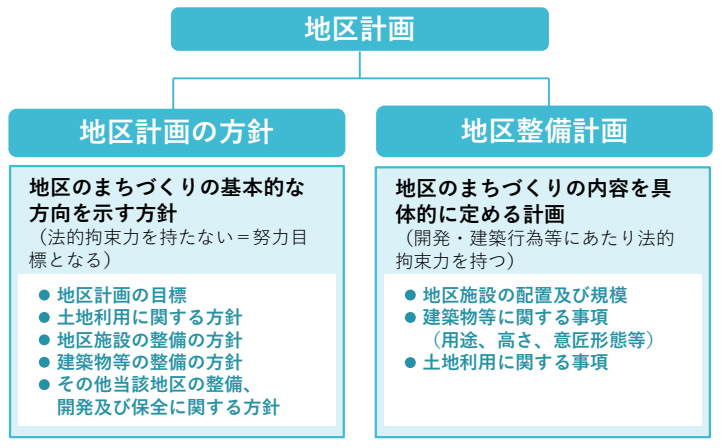 地区計画
地区計画の方針
地区のまちづくりの基本的な
方向を示す方針
（法的拘束力を持たない＝努力目
標となる）
● 地区計画の目標
● 土地利用に関する方針
● 地区施設の整備の方針
● 建築物等の整備の方針
● その他当該地区の整備、
開発及び保全に関する方針
地区整備計画
地区のまちづくりの内容を具
体的に定める計画
（開発・建築行為等にあたり法的
拘束力を持つ）
● 地区施設の配置及び規模
● 建築物等に関する事項
（用途、高さ、意匠形態等）
● 土地利用に関する事項